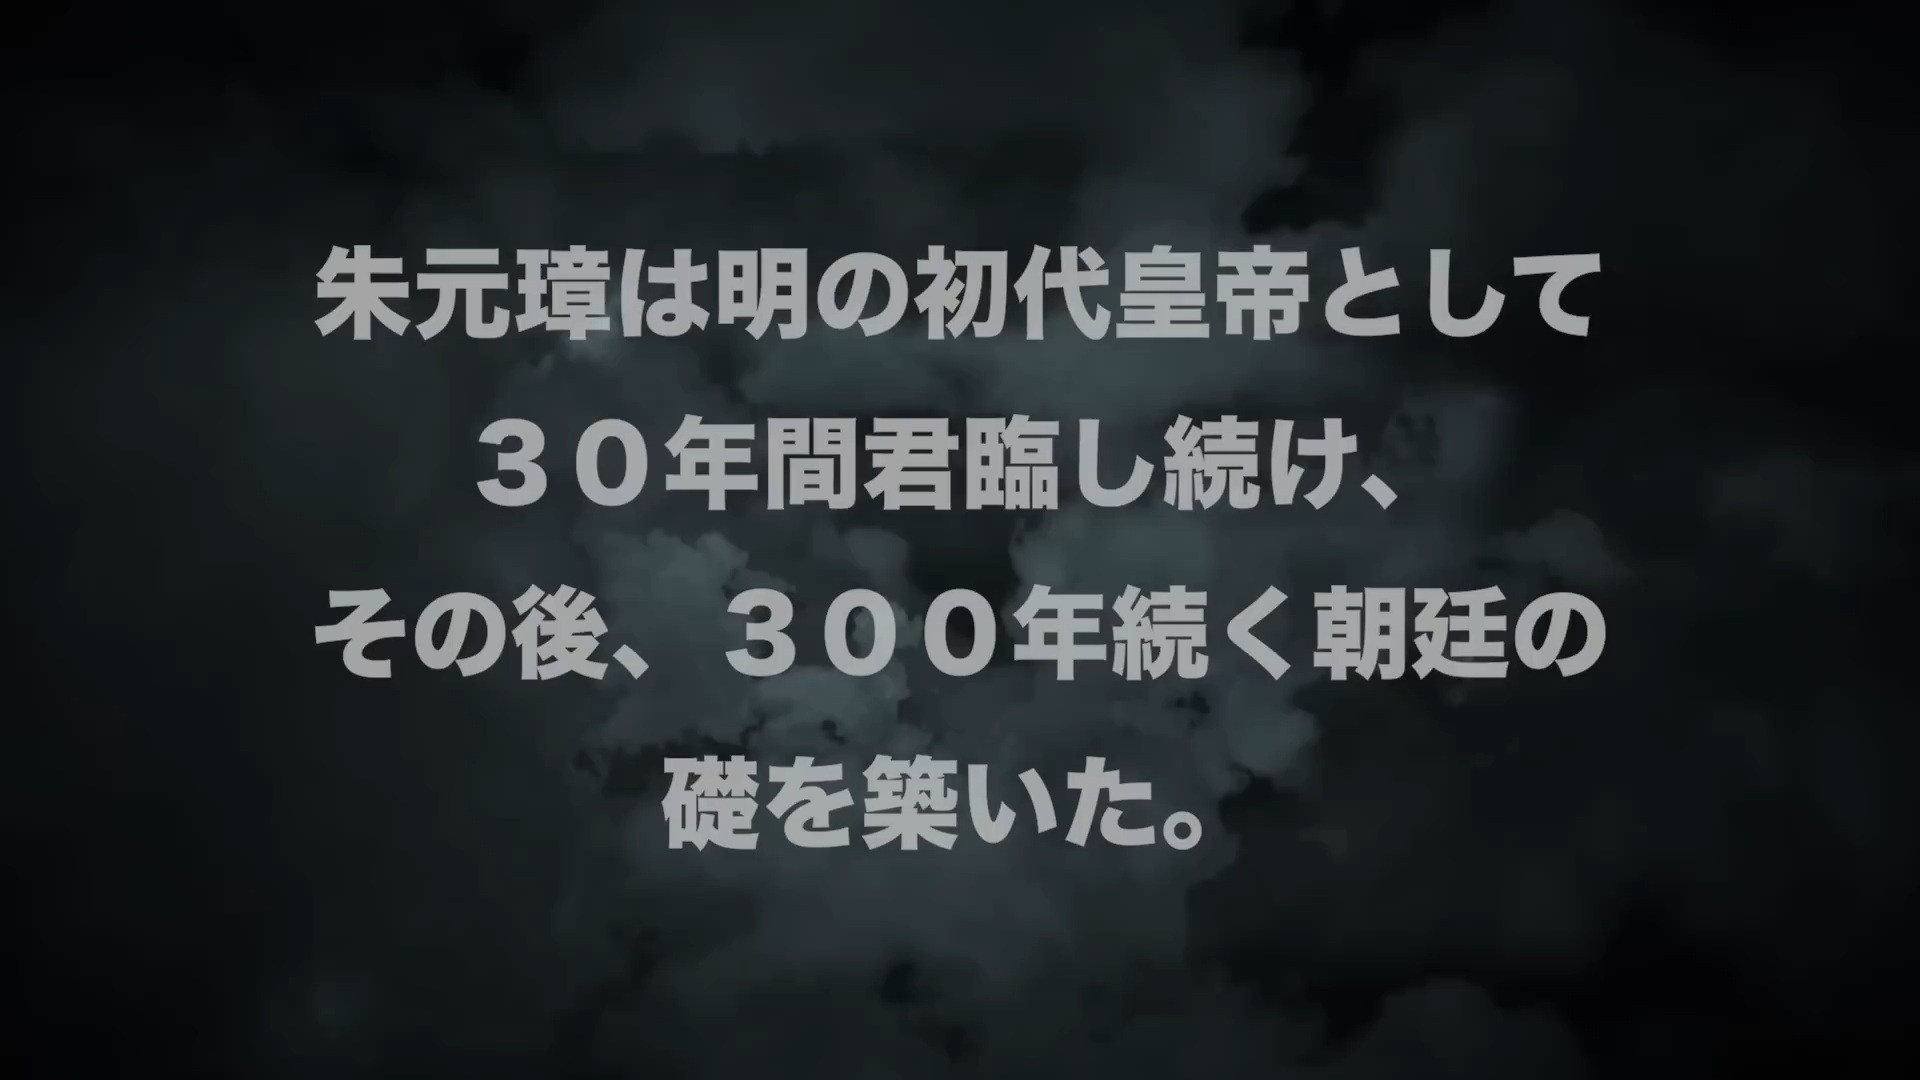 朱元璋は明の初代皇帝として
３０年間君臨し続け、
その後、３００年続く朝廷の
礎を築いた。